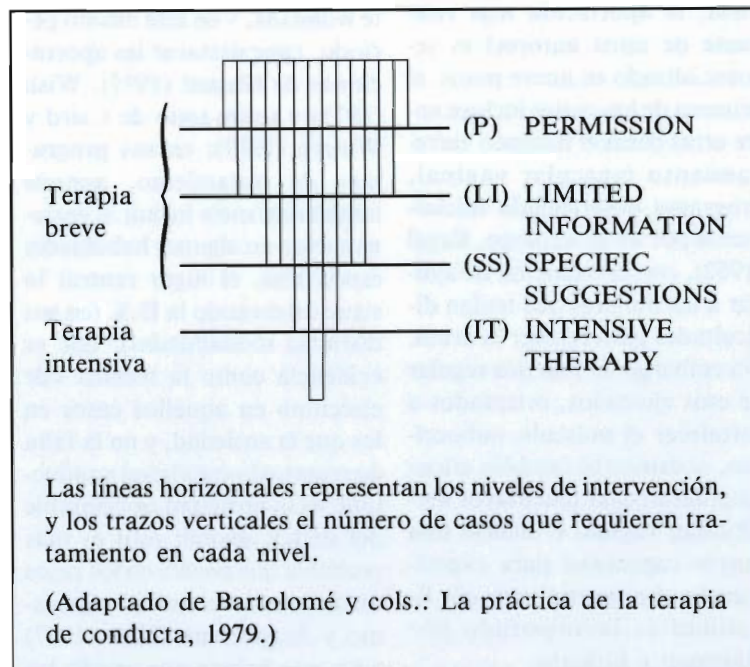 Terapia
breve
Terapia
intensiva
(P) PERMISSION
(LI) LIMITED
INFORMATION
(SS) SPECIFIC
SUGGESTIONS
(IT) INTENSIVE
THERAPY
Las líneas horizontales representan los niveles de intervención,
y los trazos verticales el número de casos que requieren tra-
tamiento en cada nivel.
(Adaptado de Bartolomé y cols.: La práctica de la terapia
de conducta, 1979.)